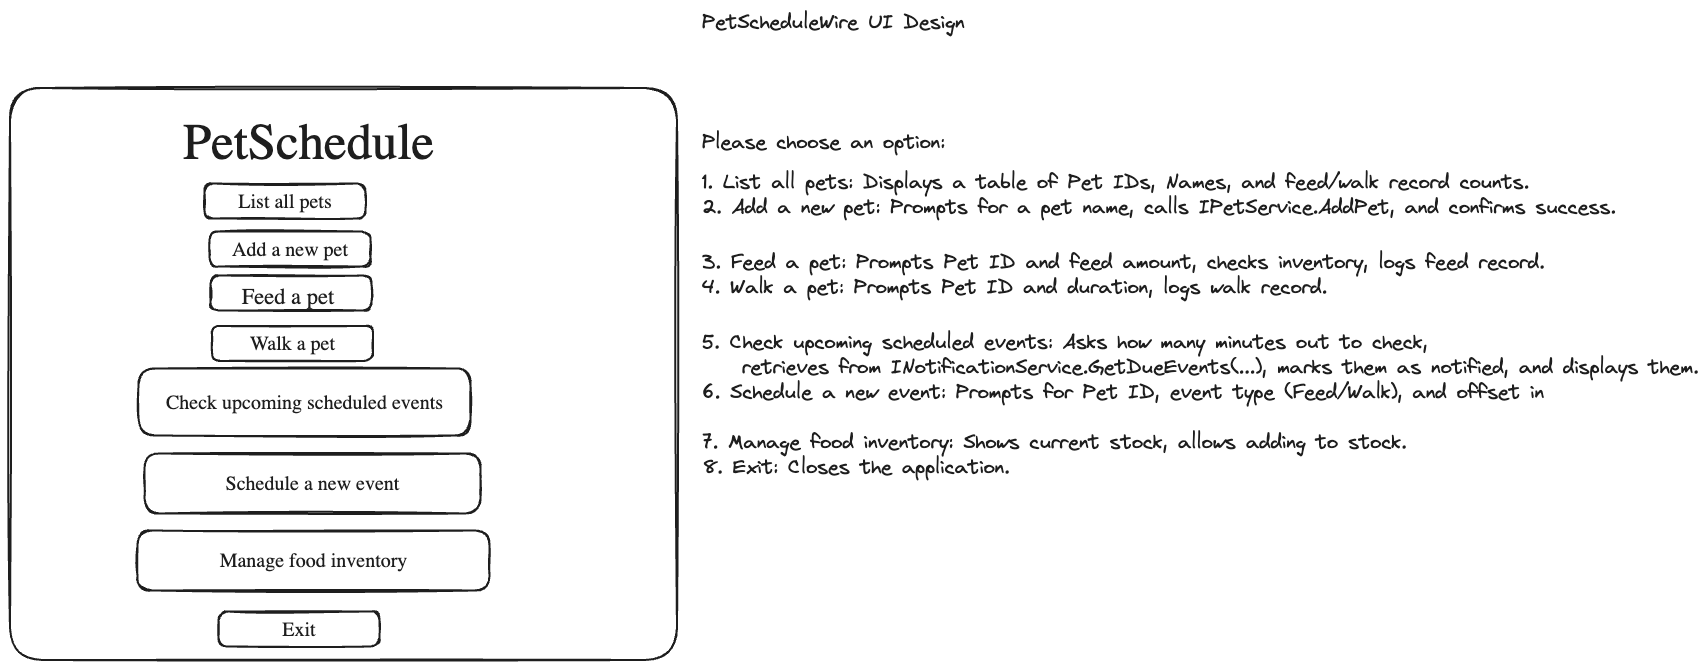 PetScheduleWire UI Design
PetSchedule
List all pets
Add a new pet
Feed a pet
Walk a pet
Check upcoming scheduled events
Schedule a new event
Manage food inventory
Exit
Please choose an option:
1. List all pets: Displays a table of Pet IDs, Names, and feed/walk record counts.
2. Add a new pet: Prompts for a pet name, calls IPetService.AddPet, and confirms success.
3. Feed a pet: Prompts Pet ID and feed amount, checks inventory, logs feed record.
4. Walk a pet: Prompts Pet ID and duration, logs walk record.
5. Check upcoming scheduled events: Asks how many minutes out to check,
retrieves from INotificationService.GetDueEvents(...), marks them as notified, and displays them.
6. Schedule a new event: Prompts for Pet ID, event type (Feed/Walk), and offset in
7. Manage food inventory: Shows current stock, allows adding to stock.
8. Exit: Closes the application.